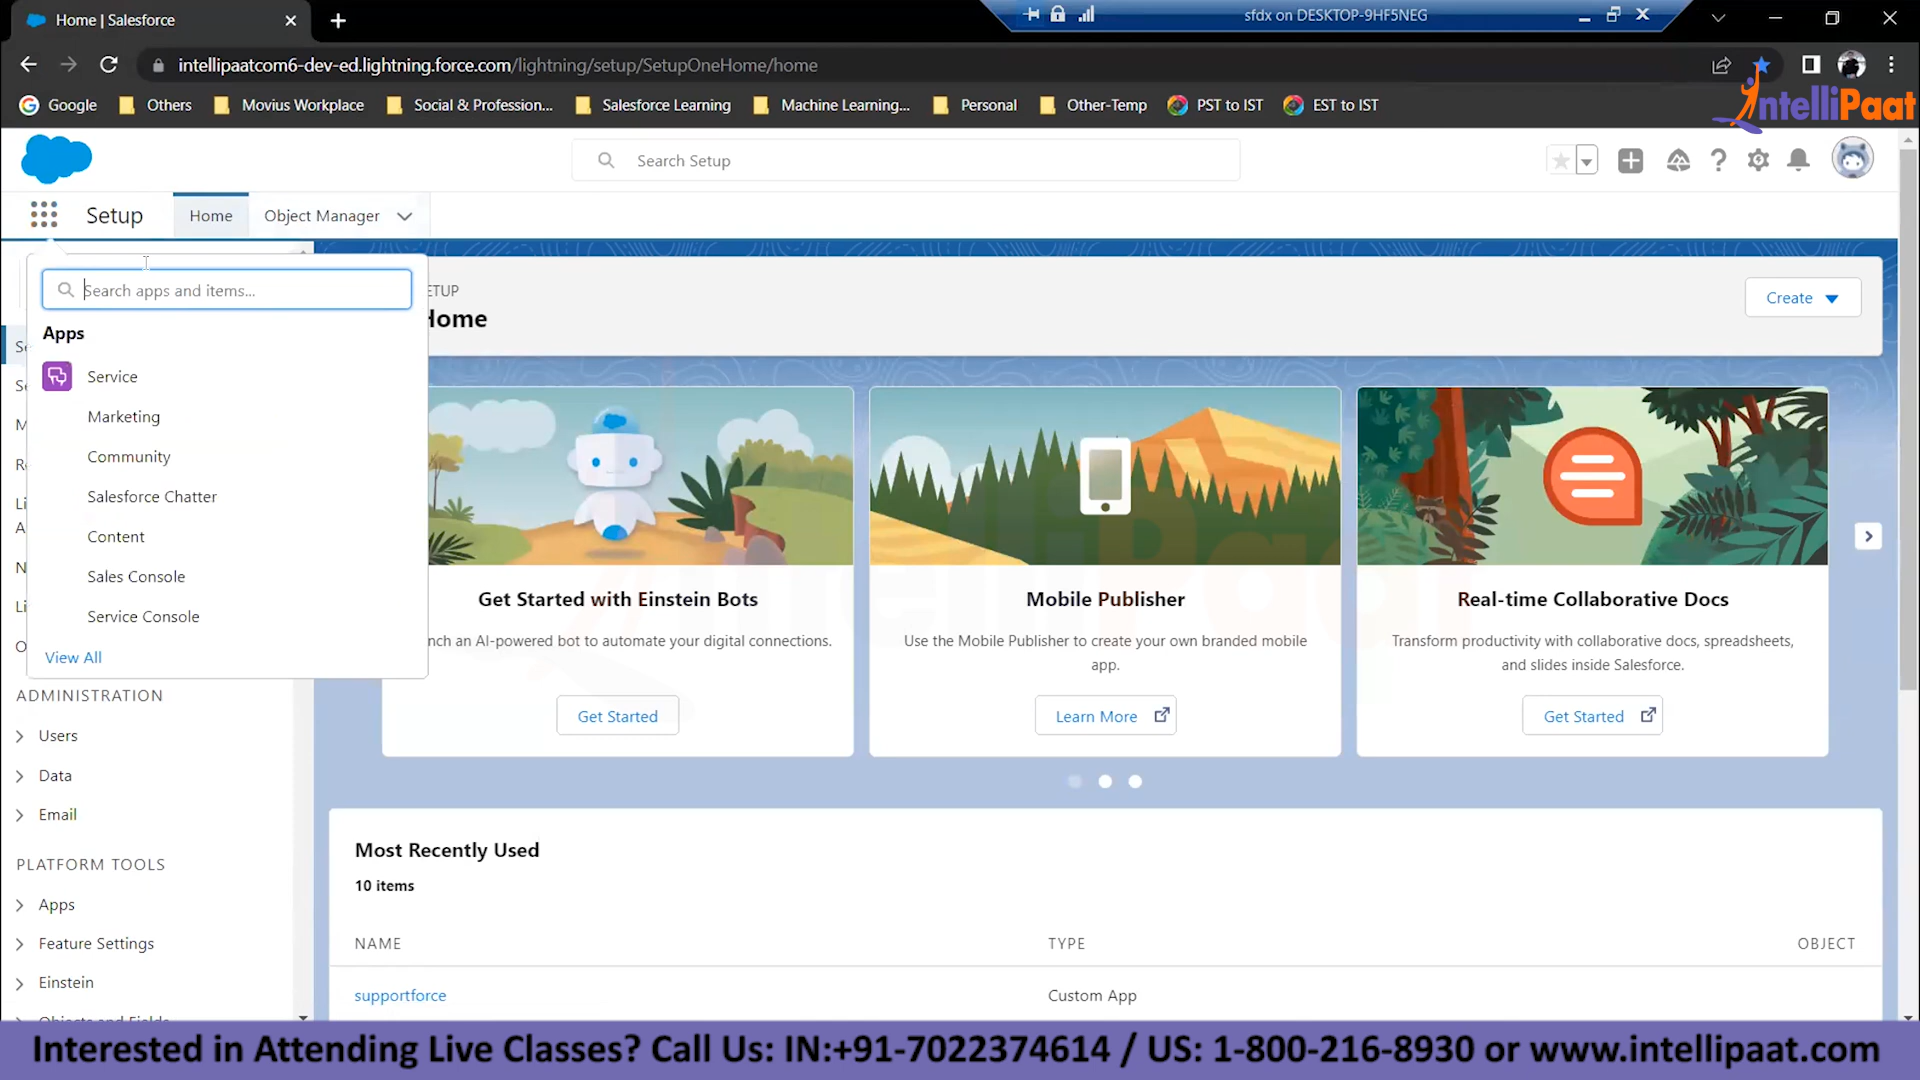 Home | Salesforce
sfdx on DESKTOP-9HF5NEG
intellipaatcom6-dev-ed.lightning.force.com/lightning/setup/SetupOneHome/home
Google
Others
Movius Workplace
Social & Profession...
Salesforce Learning
Machine Learning...
Personal
Other-Temp
PST to IST
EST to IST
IntelliPaat
Search Setup
Setup
Home
Object Manager
Search apps and items...
Apps
Service
Marketing
Community
Salesforce Chatter
Content
Sales Console
Service Console
View All
ETUP
Home
Create
Get Started with Einstein Bots
nch an AI-powered bot to automate your digital connections.
Get Started
Mobile Publisher
Use the Mobile Publisher to create your own branded mobile
app.
Learn More
Real-time Collaborative Docs
Transform productivity with collaborative docs, spreadsheets,
and slides inside Salesforce.
Get Started
ADMINISTRATION
Users
Data
Email
PLATFORM TOOLS
Apps
Feature Settings
Einstein
Objects and Fields
Most Recently Used
10 items
NAME
TYPE
OBJECT
supportforce
Custom App
Interested in Attending Live Classes? Call Us: IN:+91-7022374614 / US: 1-800-216-8930 or www.intellipaat.com